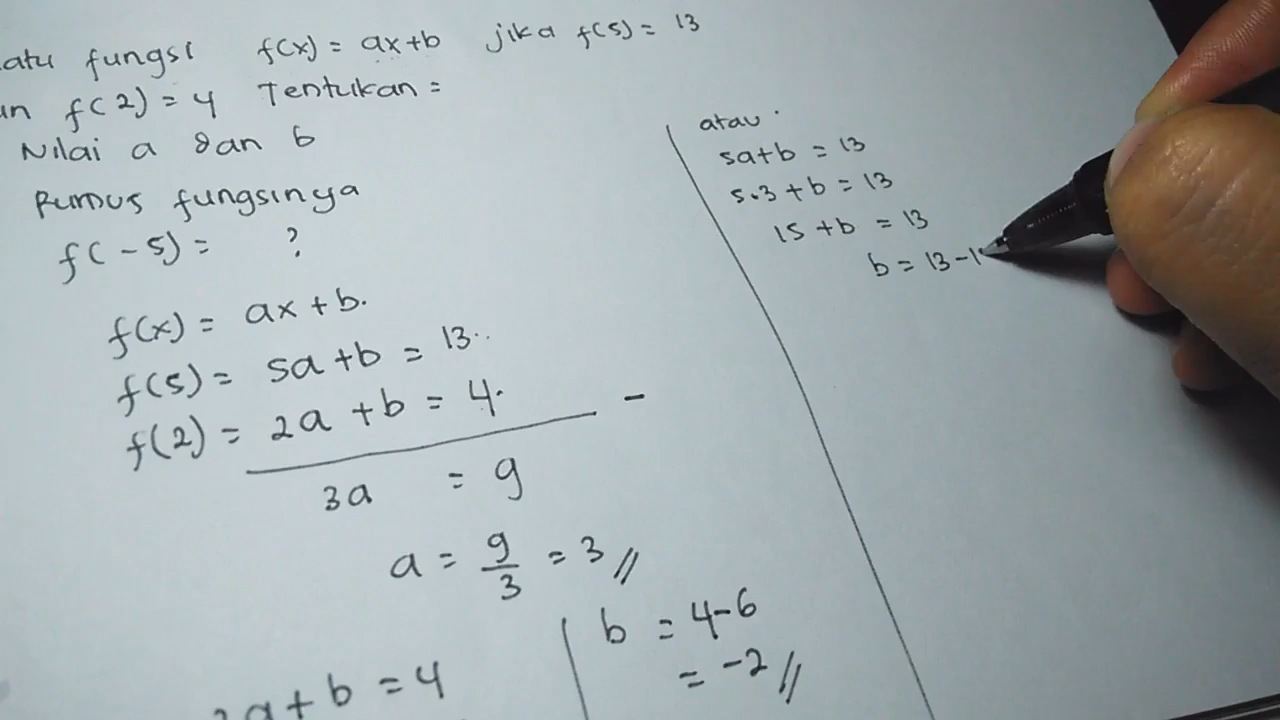 fungsi f(x) = ax+b jika f(5) = 13
f(2) = 4 Tentukan =
Nilai a dan b
Rumus fungsinya
f(-5) = ?
f(x) = ax + b.
f(5) = 5a + b = 13..
f(2) = 2a + b = 4. -
3a = 9
a = 9/3 = 3 //
a + b = 4
b = 4-6
= -2 //
atau.
5a+b = 13
5.3 + b = 13
15 + b = 13
b = 13 - 1